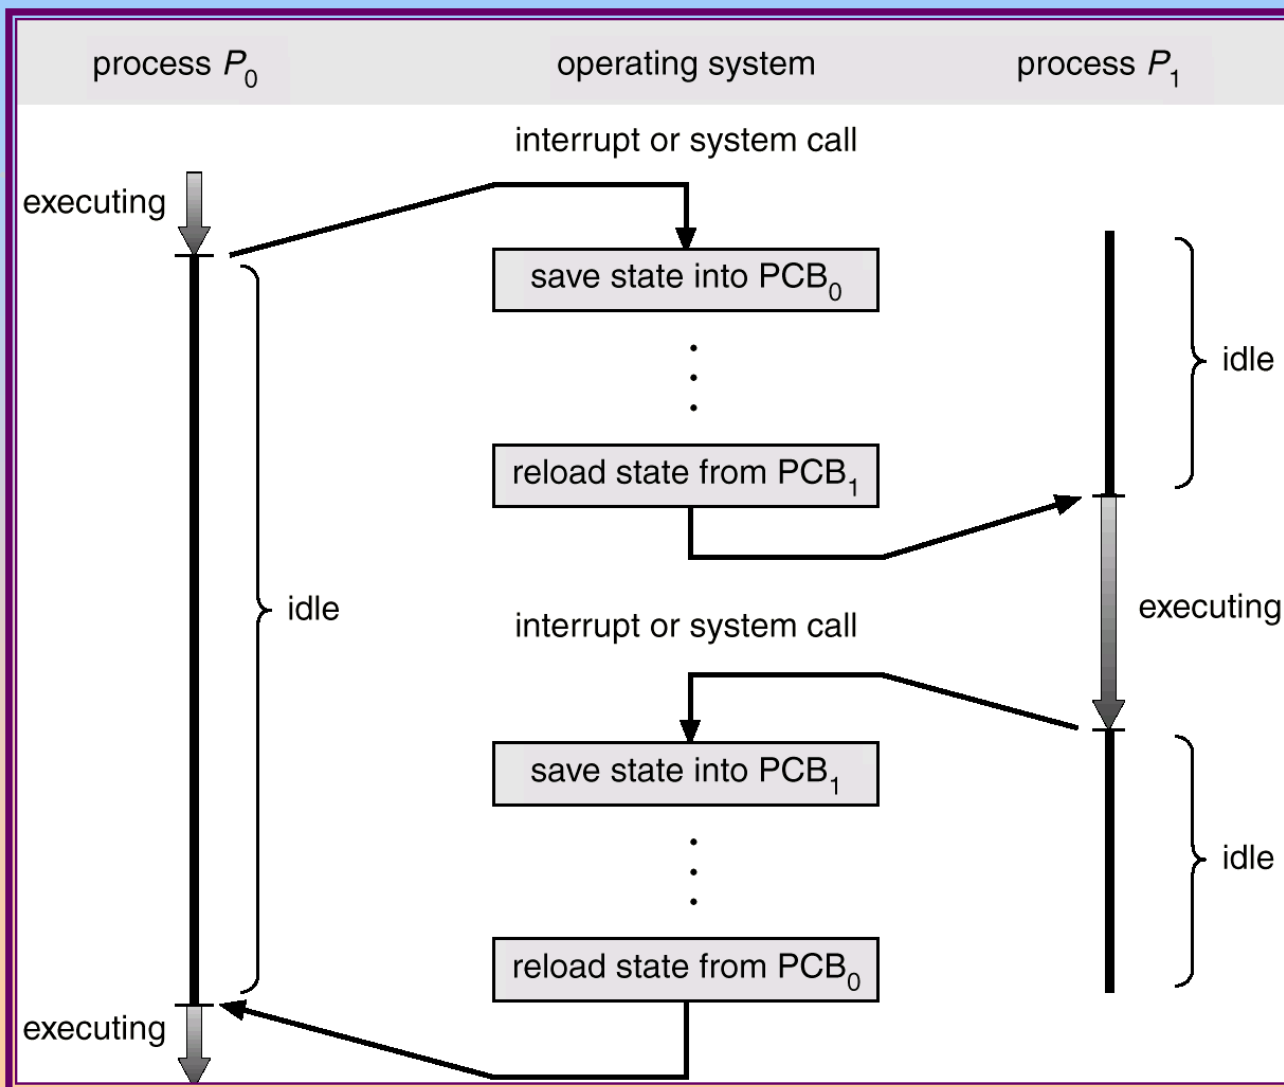 process P0 operating system process P1
interrupt or system call
executing
save state into PCB0
idle
reload state from PCB1
idle
executing
interrupt or system call
save state into PCB1
idle
reload state from PCB0
executing